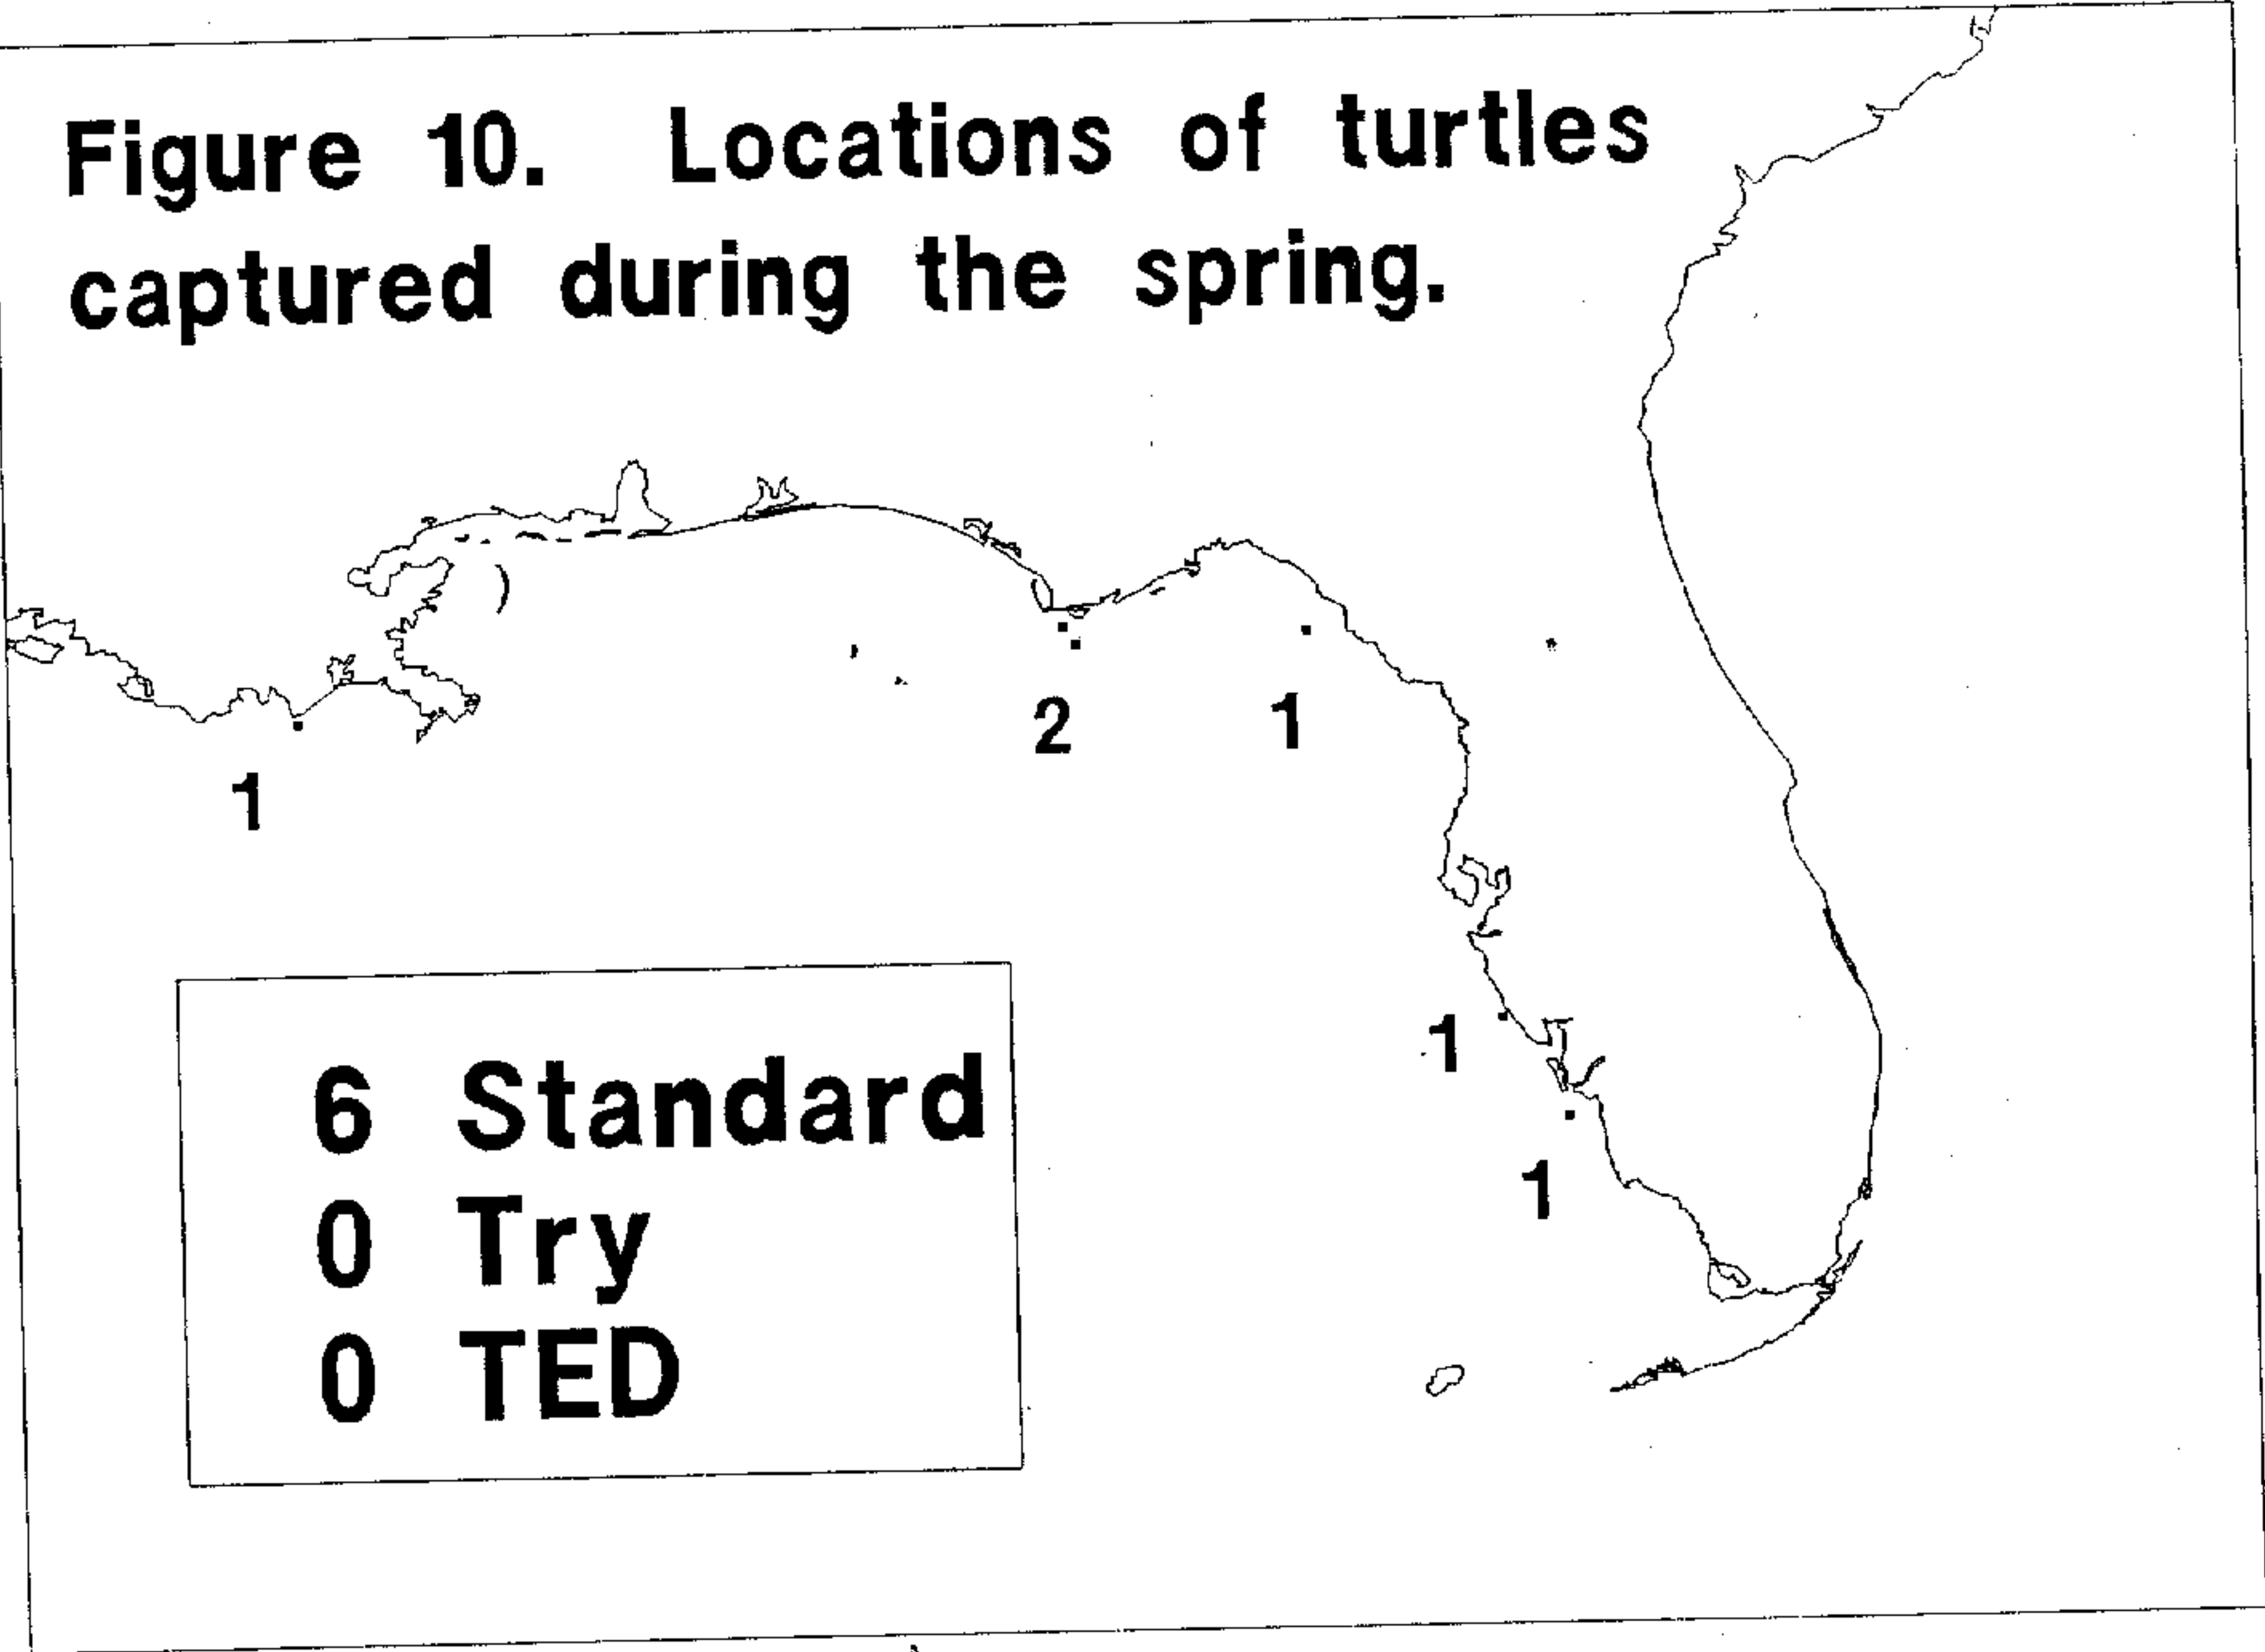 Figure 10. Locations of turtles
captured during the spring.
2
1
1
1
1
6 Standard
0 Try
0 TED